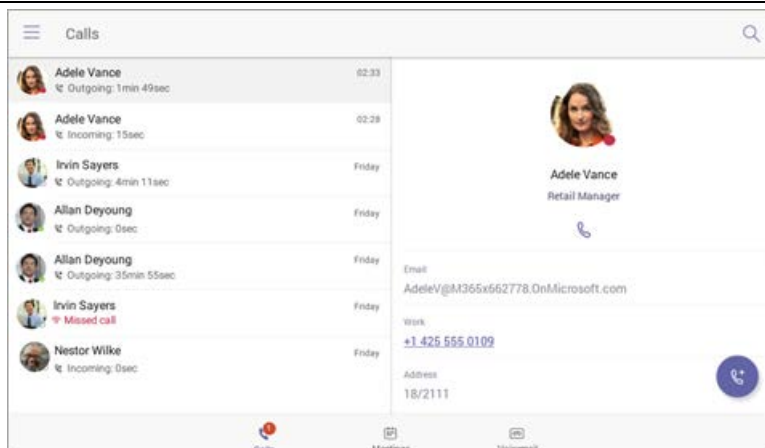 Calls
Adele Vance
02:33
Outgoing: 1min 49sec
Adele Vance
02:28
Incoming: 15sec
Irvin Sayers
Friday
Outgoing: 4min 11sec
Allan Deyoung
Friday
Outgoing: 0sec
Allan Deyoung
Friday
Outgoing: 35min 55sec
Irvin Sayers
Friday
Missed call
Nestor Wilke
Friday
Incoming: 0sec
Adele Vance
Retail Manager
Email
AdeleV@M365x662778.OnMicrosoft.com
Work
+1 425 555 0109
Address
18/2111
1